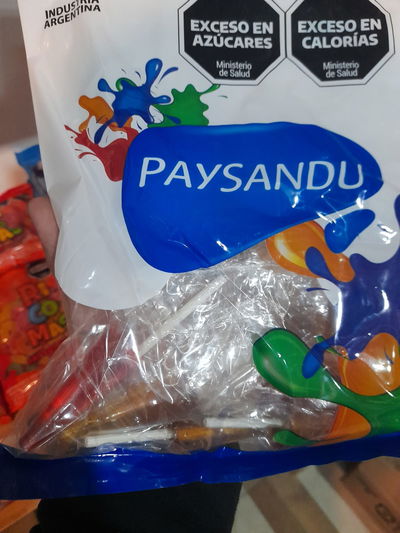 INDUSTRIA
ARGENTINA
EXCESO EN
AZÚCARES
Ministerio
de Salud
EXCESO EN
CALORÍAS
Ministerio
de Salud
PAYSANDU